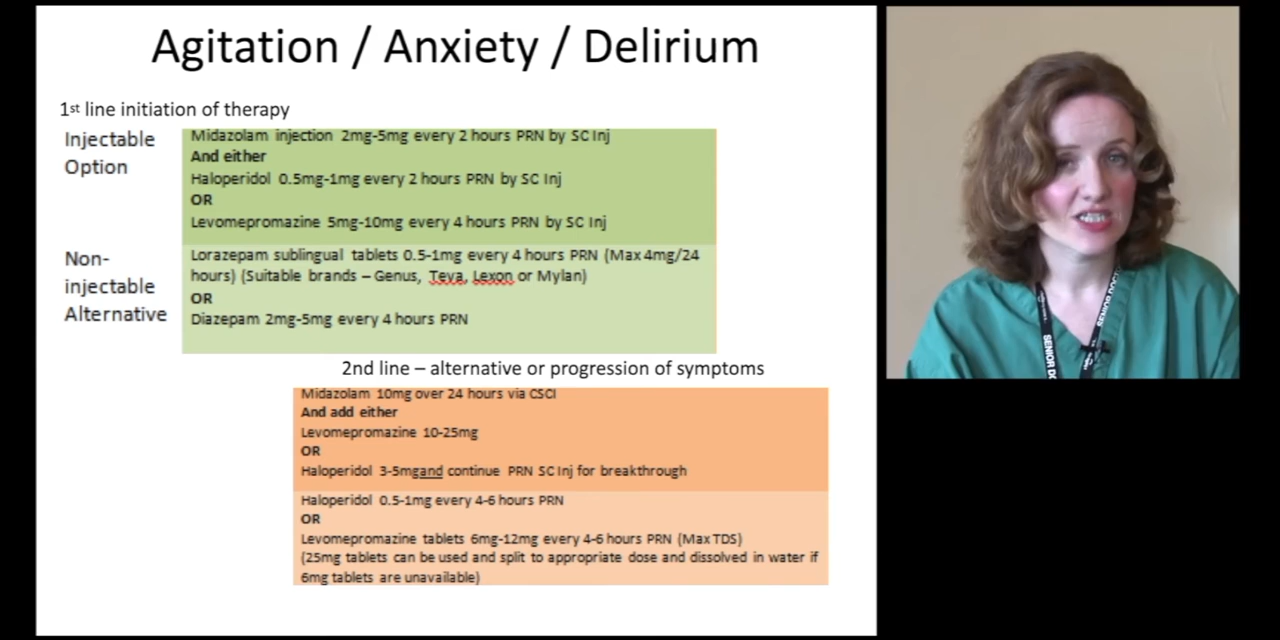 Agitation / Anxiety / Delirium
1st line initiation of therapy
Injectable
Option
Midazolam injection 2mg-5mg every 2 hours PRN by SC Inj
And either
Haloperidol 0.5mg-1mg every 2 hours PRN by SC Inj
OR
Levomepromazine 5mg-10mg every 4 hours PRN by SC Inj
Non-
injectable
Alternative
Lorazepam sublingual tablets 0.5-1mg every 4 hours PRN (Max 4mg/24
hours) (Suitable brands – Genus, Teva, Lexon or Mylan)
OR
Diazepam 2mg-5mg every 4 hours PRN
2nd line – alternative or progression of symptoms
Midazolam 10mg over 24 hours via CSCI
And add either
Levomepromazine 10-25mg
OR
Haloperidol 3-5mgand continue PRN SC Inj for breakthrough
Haloperidol 0.5-1mg every 4-6 hours PRN
OR
Levomepromazine tablets 6mg-12mg every 4-6 hours PRN (Max TDS)
(25mg tablets can be used and split to appropriate dose and dissolved in water if
6mg tablets are unavailable)
SENIOR
SENIOR DOC